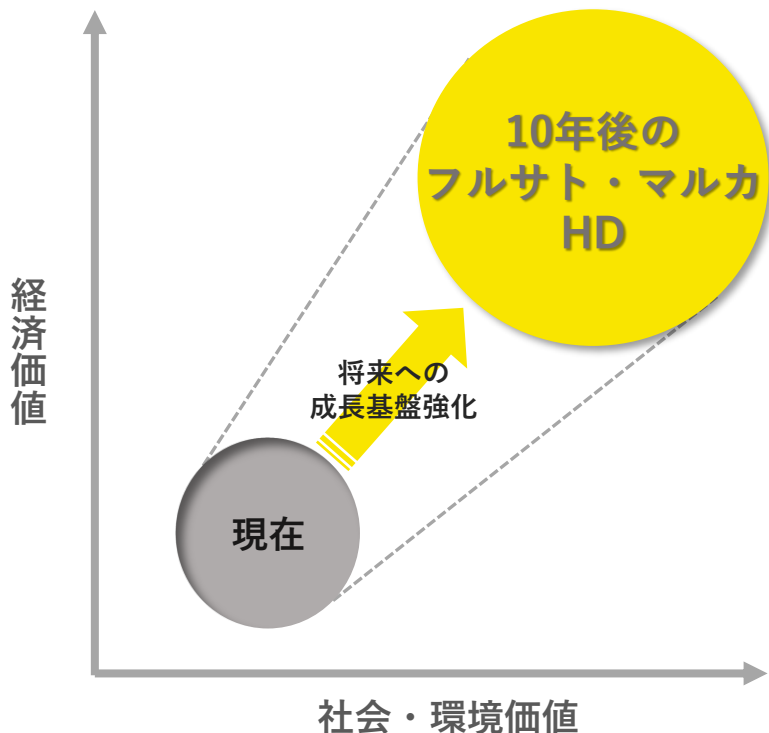 10年後の
フルサト・マルカ
HD
経済価値
将来への
成長基盤強化
現在
社会・環境価値